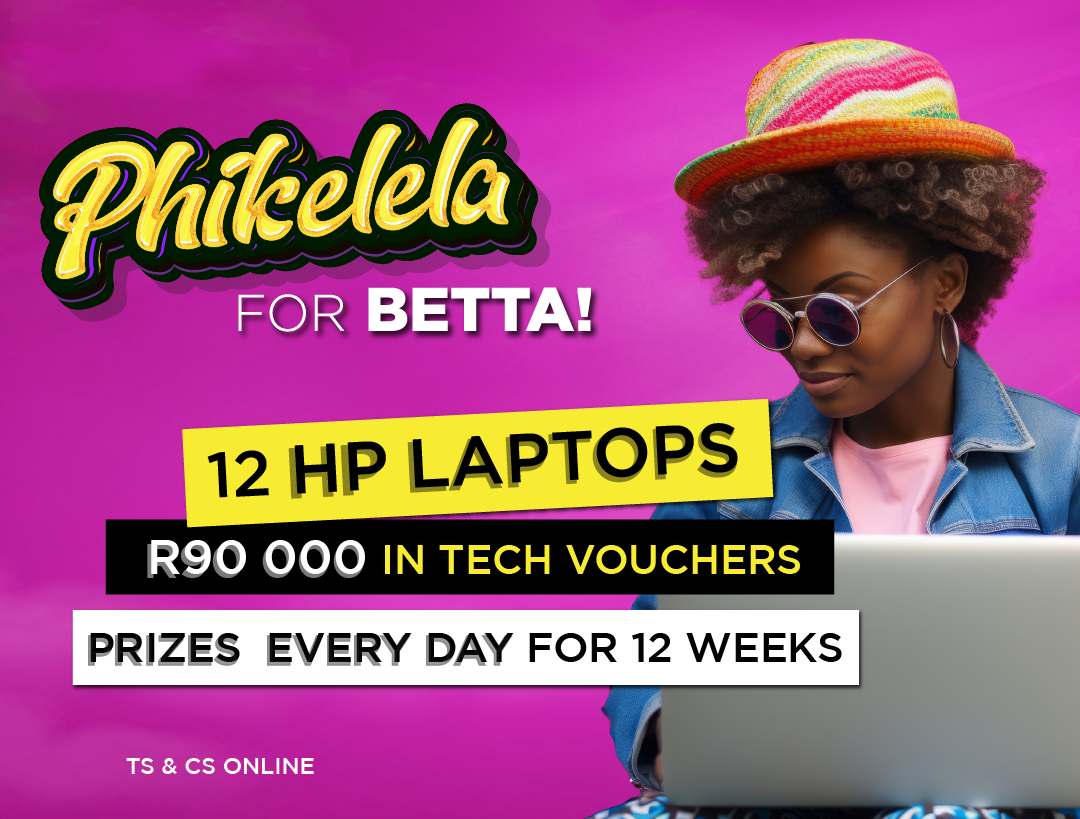 Phikelela
FOR BETTA!
12 HP LAPTOPS
R90 000 IN TECH VOUCHERS
PRIZES EVERY DAY FOR 12 WEEKS
TS & CS ONLINE